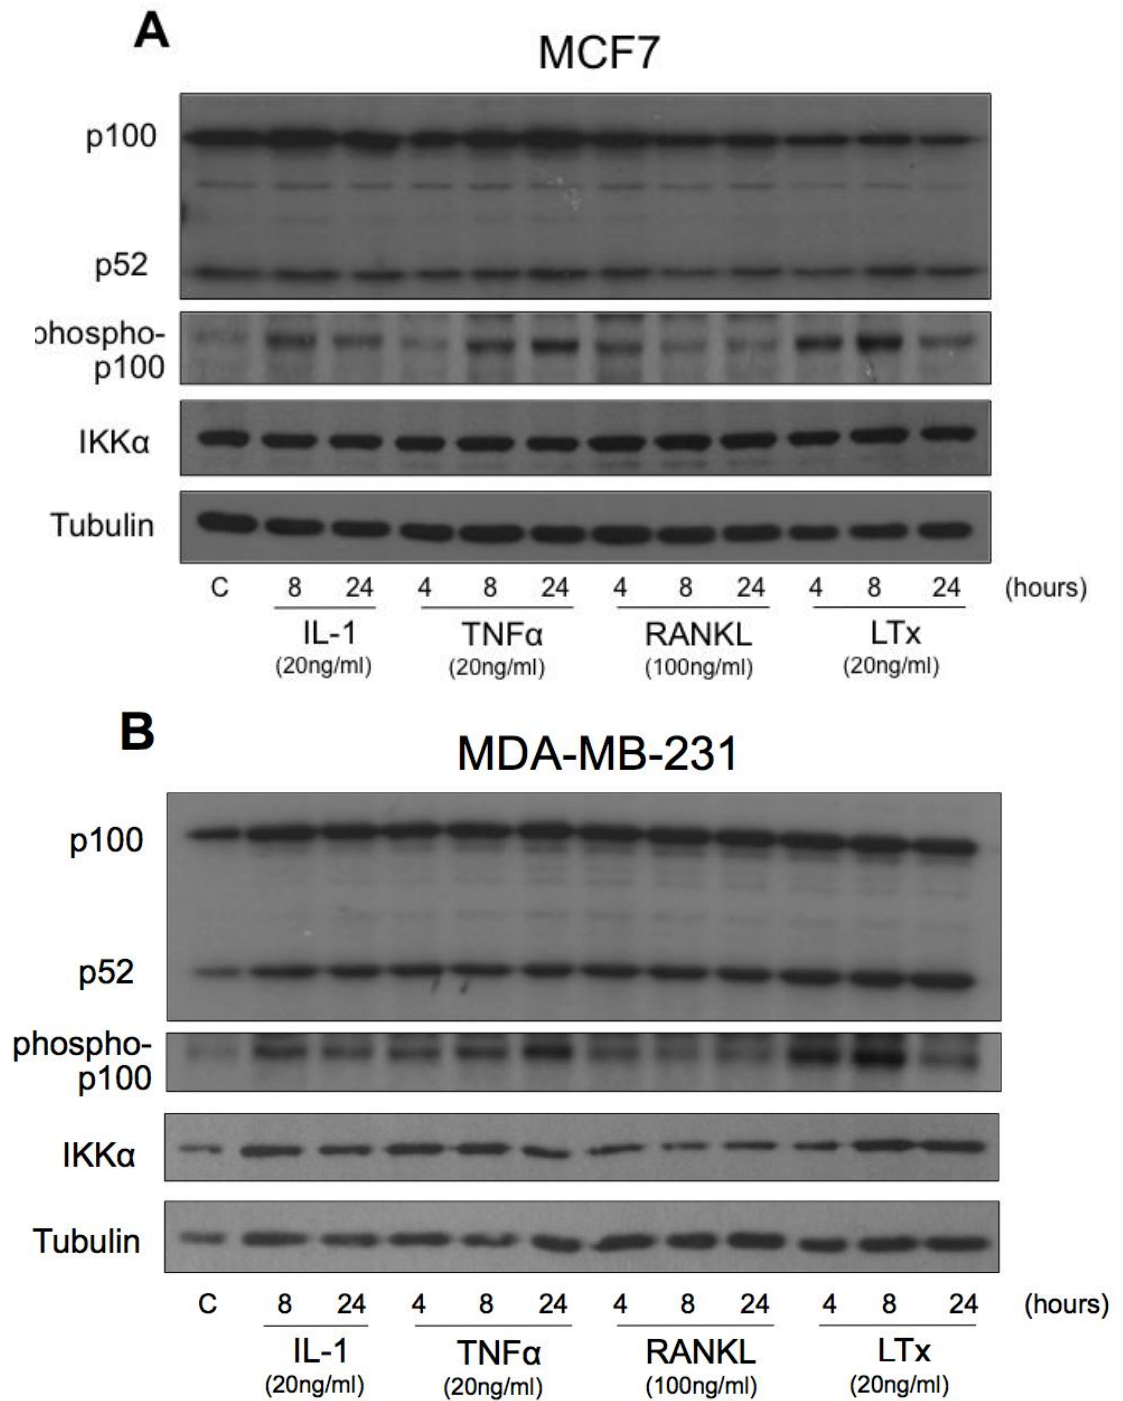 A
MCF7
p100
p52
phospho-
p100
IKKα
Tubulin
C 8 24 4 8 24 4 8 24 4 8 24 (hours)
IL-1 TNFα RANKL LTx
(20ng/ml) (20ng/ml) (100ng/ml) (20ng/ml)
B
MDA-MB-231
p100
p52
phospho-
p100
IKKα
Tubulin
C 8 24 4 8 24 4 8 24 4 8 24 (hours)
IL-1 TNFα RANKL LTx
(20ng/ml) (20ng/ml) (100ng/ml) (20ng/ml)